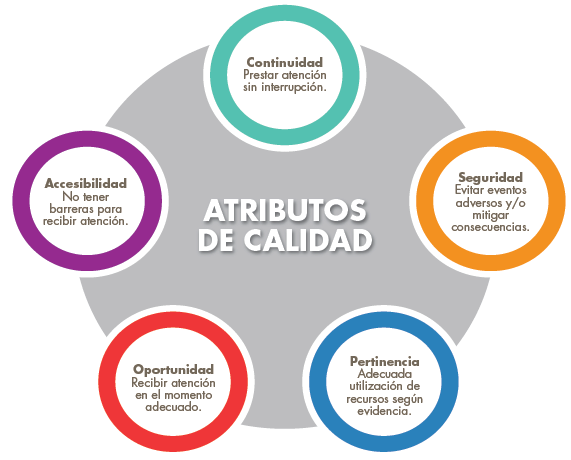 Continuidad
Prestar atención
sin interrupción.
Accesibilidad
No tener
barreras para
recibir atención.
Seguridad
Evitar eventos
adversos y/o
mitigar
consecuencias.
ATRIBUTOS
DE CALIDAD
Oportunidad
Recibir atención
en el momento
adecuado.
Pertinencia
Adecuada
utilización de
recursos según
evidencia.